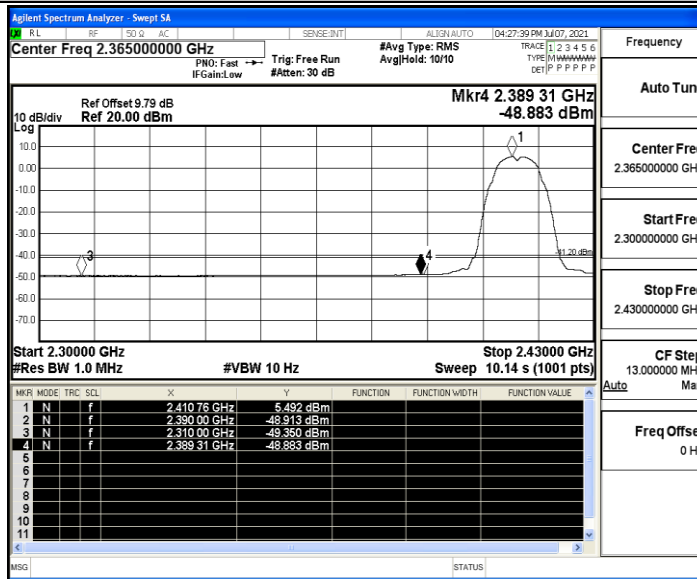 Agilent Spectrum Analyzer - Swept SA
RL RF 50 Ω AC SENSE:INT ALIGN AUTO 04:27:39 PM Jul 07, 2021
Center Freq 2.365000000 GHz
PNO: Fast
IFGain:Low
Trig: Free Run
#Atten: 30 dB
#Avg Type: RMS
Avg|Hold: 10/10
TRACE 1 2 3 4 5 6
TYPE M
DET P P P P P P
Frequency
Auto Tun
Center Fre
2.365000000 GH
Start Fre
2.300000000 GH
Stop Fre
2.430000000 GH
CF Step
13.000000 MH
Auto Ma
Freq Offse
0 H
Ref Offset 9.79 dB
10 dB/div Ref 20.00 dBm
Log
Mkr4 2.389 31 GHz
-48.883 dBm
10.0
0.00
-10.0
-20.0
-30.0
-40.0
-50.0
-60.0
-70.0
1
3
4
-41.20 dBm
Start 2.30000 GHz Stop 2.43000 GHz
#Res BW 1.0 MHz #VBW 10 Hz Sweep 10.14 s (1001 pts)
MKR MODE TRC SCL X Y FUNCTION FUNCTION WIDTH FUNCTION VALUE
1 N f 2.410 76 GHz 5.492 dBm
2 N f 2.390 00 GHz -48.913 dBm
3 N f 2.310 00 GHz -49.350 dBm
4 N f 2.389 31 GHz -48.883 dBm
5
6
7
8
9
10
11
MSG STATUS